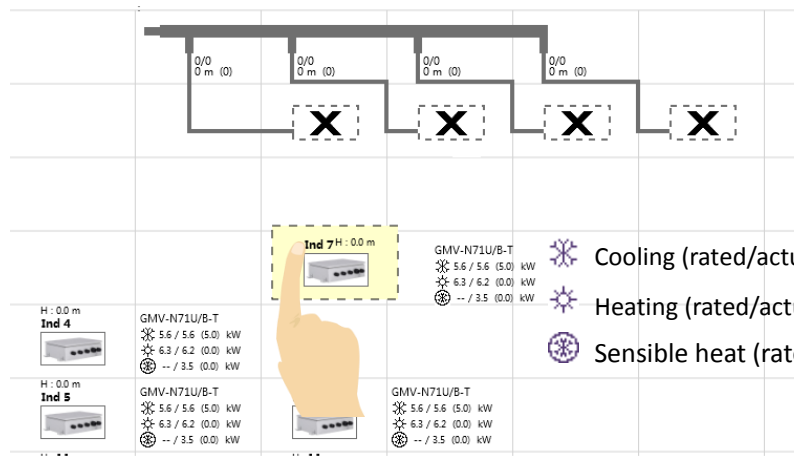 0/0
0 m (0)
0/0
0 m (0)
0/0
0 m (0)
0/0
0 m (0)
X
X
X
X
Ind 7 H : 0.0 m
GMV-N71U/B-T
5.6 / 5.6 (5.0) kW
6.3 / 6.2 (0.0) kW
-- / 3.5 (0.0) kW
Cooling (rated/actu
Heating (rated/actu
Sensible heat (rate
H : 0.0 m
Ind 4
GMV-N71U/B-T
5.6 / 5.6 (5.0) kW
6.3 / 6.2 (0.0) kW
-- / 3.5 (0.0) kW
H : 0.0 m
Ind 5
GMV-N71U/B-T
5.6 / 5.6 (5.0) kW
6.3 / 6.2 (0.0) kW
-- / 3.5 (0.0) kW
GMV-N71U/B-T
5.6 / 5.6 (5.0) kW
6.3 / 6.2 (0.0) kW
-- / 3.5 (0.0) kW